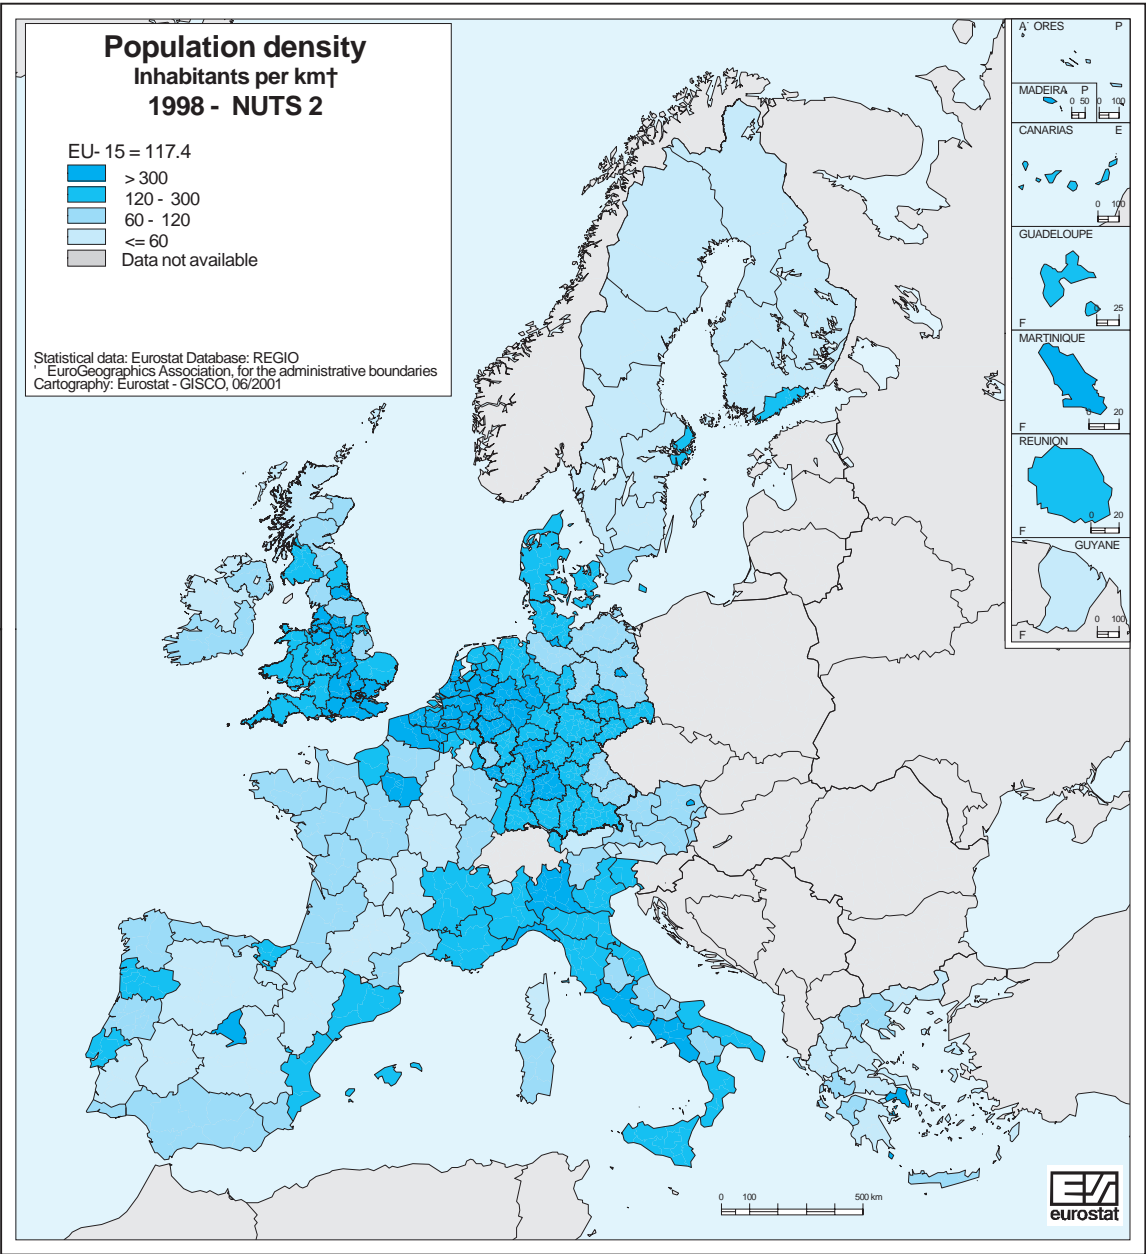 Population density
Inhabitants per km†
1998 - NUTS 2
EU- 15 = 117.4
> 300
120 - 300
60 - 120
<= 60
Data not available
Statistical data: Eurostat Database: REGIO
' EuroGeographics Association, for the administrative boundaries
Cartography: Eurostat - GISCO, 06/2001
A˙ ORES P
MADEIRA P
0 50 0 100
CANARIAS E
0 100
GUADELOUPE
0 25
F
MARTINIQUE
0 20
F
REUNION
0 20
F
GUYANE
0 100
F
0 100 500 km
eurostat